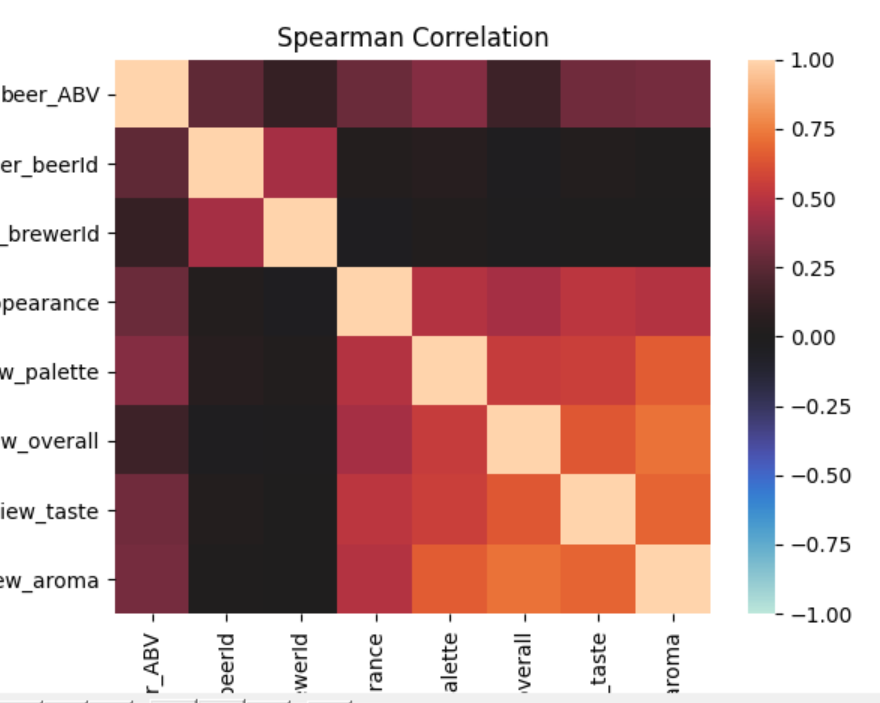 Spearman Correlation
beer_ABV
er_beerId
_brewerId
ppearance
w_palette
w_overall
iew_taste
ew_aroma
1.00
0.75
0.50
0.25
0.00
−0.25
−0.50
−0.75
−1.00
r_ABV
beerId
ewerId
rance
alette
overall
_taste
aroma